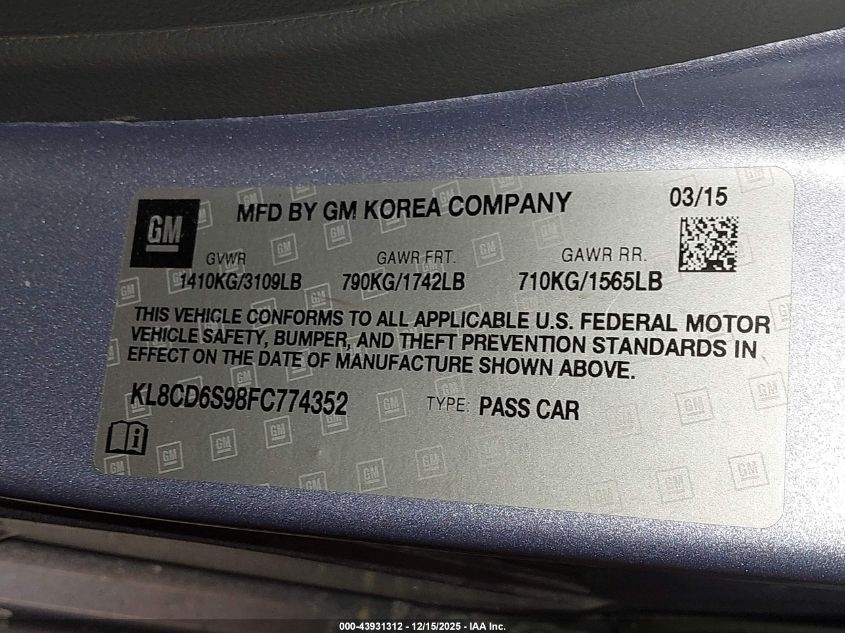 GM
MFD BY GM KOREA COMPANY
03/15
GVWR
GAWR FRT.
GAWR RR.
1410KG/3109LB
790KG/1742LB
710KG/1565LB
THIS VEHICLE CONFORMS TO ALL APPLICABLE U.S. FEDERAL MOTOR
VEHICLE SAFETY, BUMPER, AND THEFT PREVENTION STANDARDS IN
EFFECT ON THE DATE OF MANUFACTURE SHOWN ABOVE.
KL8CD6S98FC774352
TYPE: PASS CAR
000-43931312 - 12/15/2025 - IAA Inc.